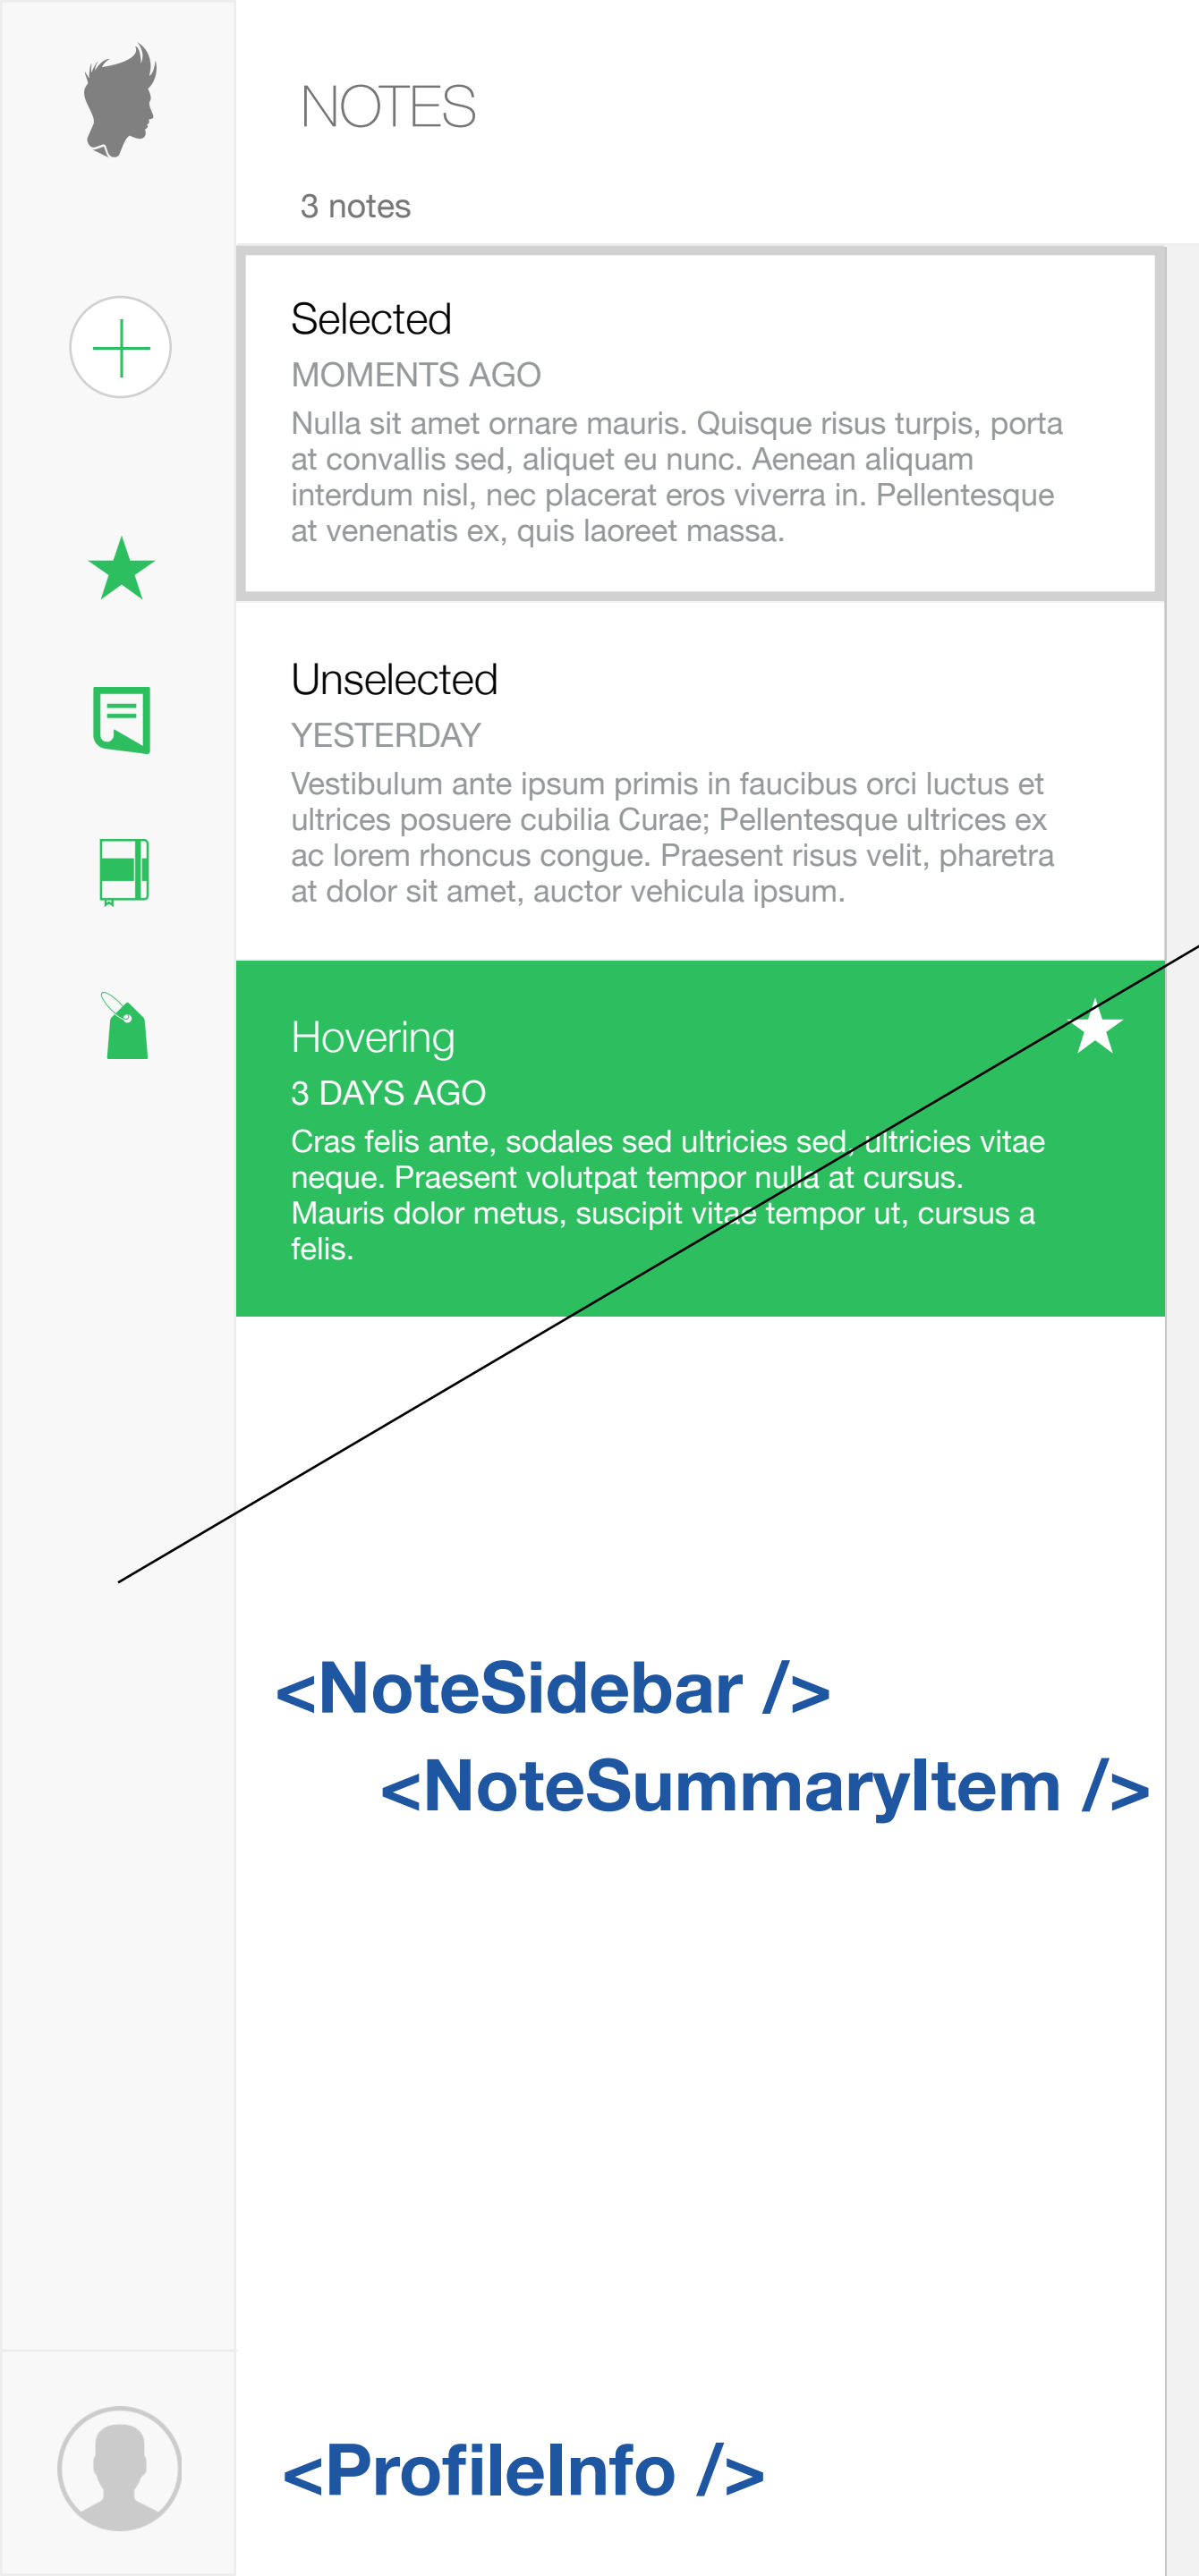 NOTES
3 notes
Selected
MOMENTS AGO
Nulla sit amet ornare mauris. Quisque risus turpis, porta
at convallis sed, aliquet eu nunc. Aenean aliquam
interdum nisl, nec placerat eros viverra in. Pellentesque
at venenatis ex, quis laoreet massa.
Unselected
YESTERDAY
Vestibulum ante ipsum primis in faucibus orci luctus et
ultrices posuere cubilia Curae; Pellentesque ultrices ex
ac lorem rhoncus congue. Praesent risus velit, pharetra
at dolor sit amet, auctor vehicula ipsum.
Hovering
3 DAYS AGO
Cras felis ante, sodales sed ultricies sed, ultricies vitae
neque. Praesent volutpat tempor nulla at cursus.
Mauris dolor metus, suscipit vitae tempor ut, cursus a
felis.
<NoteSidebar />
<NoteSummaryItem />
<ProfileInfo />